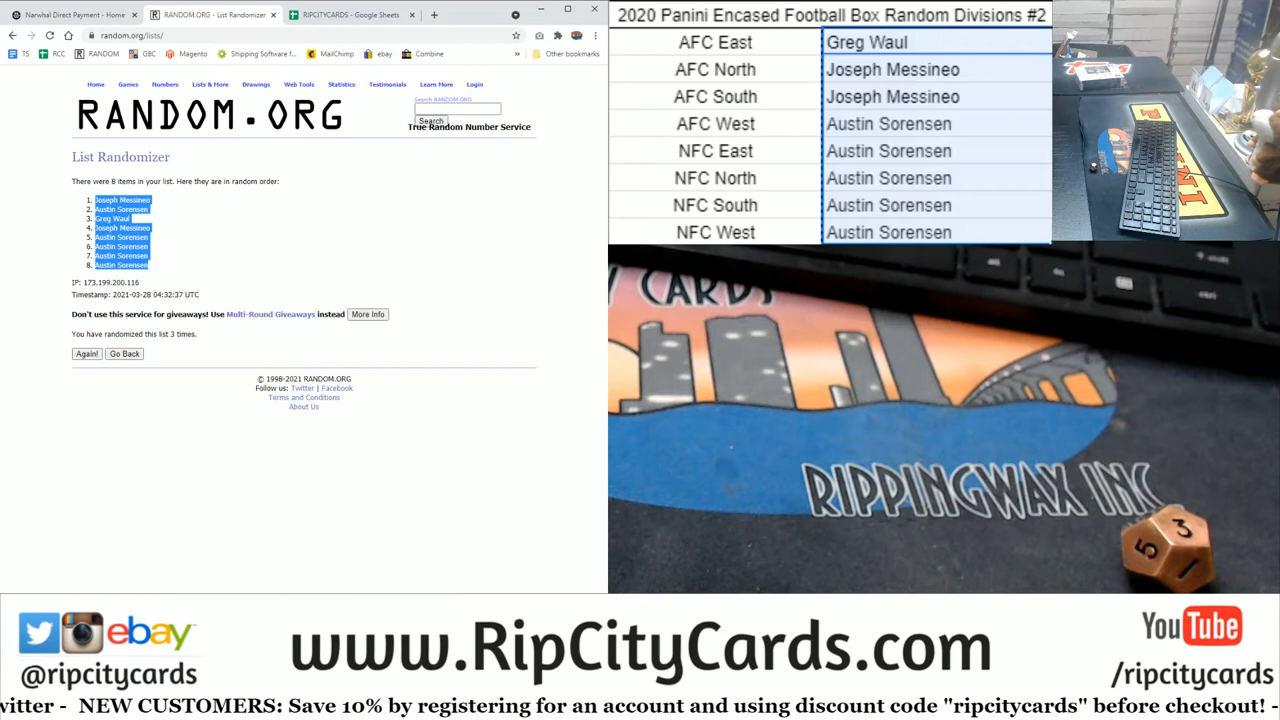 Narwhal Direct Payment - Home
RANDOM.ORG - List Randomizer
RIPCITYCARDS - Google Sheets
random.org/lists/
TS
RCC
RANDOM
GBC
Magento
Shipping Software f...
MailChimp
ebay
Combine
Other bookmarks
Home
Games
Numbers
Lists & More
Drawings
Web Tools
Statistics
Testimonials
Learn More
Login
RANDOM.ORG
Search RANDOM.ORG
Search
True Random Number Service
List Randomizer
There were 8 items in your list. Here they are in random order:
1. Joseph Messineo
2. Austin Sorensen
3. Greg Waul
4. Joseph Messineo
5. Austin Sorensen
6. Austin Sorensen
7. Austin Sorensen
8. Austin Sorensen
IP: 173.199.200.116
Timestamp: 2021-03-28 04:32:37 UTC
Don't use this service for giveaways! Use Multi-Round Giveaways instead More Info
You have randomized this list 3 times.
Again! Go Back
© 1998-2021 RANDOM.ORG
Follow us: Twitter | Facebook
Terms and Conditions
About Us
2020 Panini Encased Football Box Random Divisions #2
AFC East Greg Waul
AFC North Joseph Messineo
AFC South Joseph Messineo
AFC West Austin Sorensen
NFC East Austin Sorensen
NFC North Austin Sorensen
NFC South Austin Sorensen
NFC West Austin Sorensen
CARDS
RIPPINGWAX INC
5 3 1
ebay
@ripcitycards
www.RipCityCards.com
YouTube
/ripcitycards
witter - NEW CUSTOMERS: Save 10% by registering for an account and using discount code "ripcitycards" before checkout! -